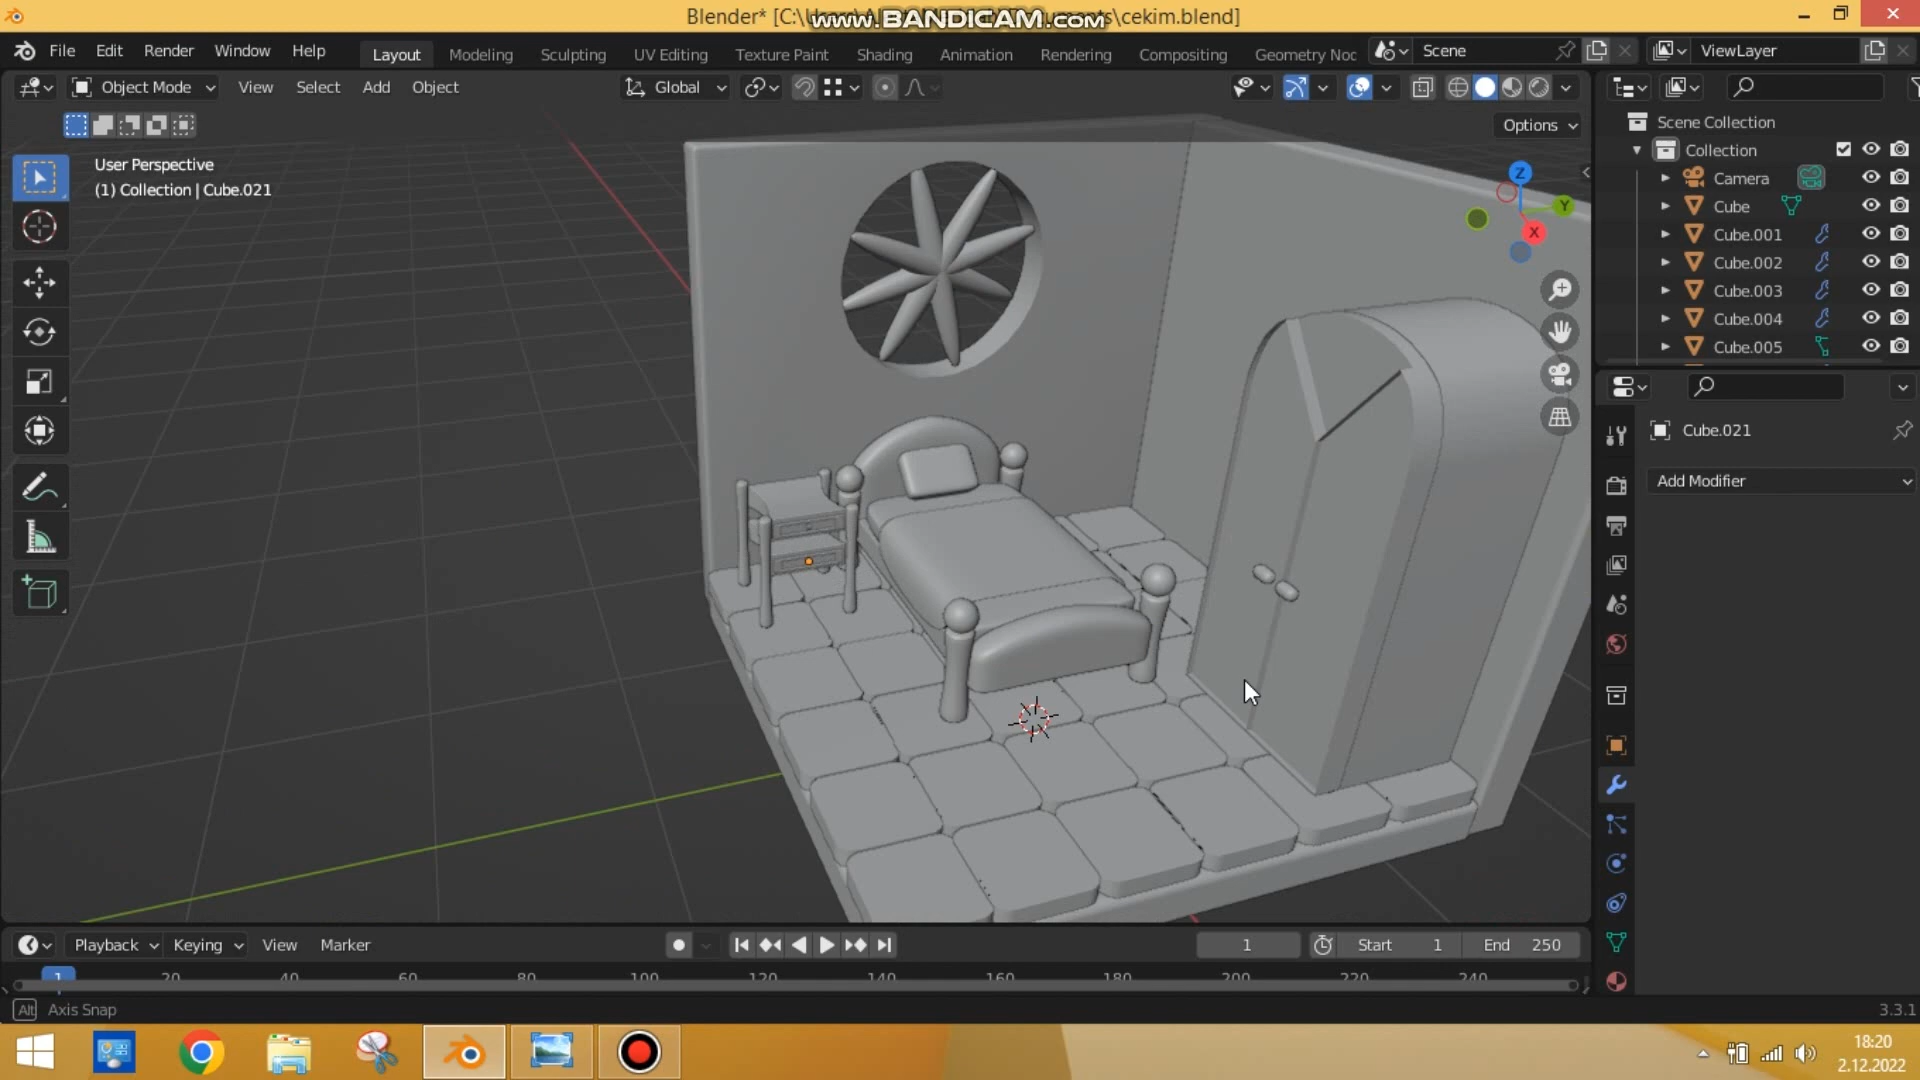 Blender* [C:\Users\ \Documents\cekim.blend]
www.BANDICAM.com
File Edit Render Window Help Layout Modeling Sculpting UV Editing Texture Paint Shading Animation Rendering Compositing Geometry Noc Scene ViewLayer
Object Mode View Select Add Object Global
Options
User Perspective
(1) Collection | Cube.021
Z
Y
X
Scene Collection
Collection
Camera
Cube
Cube.001
Cube.002
Cube.003
Cube.004
Cube.005
Cube.021
Add Modifier
Playback Keying View Marker 1 Start 1 End 250
1 20 40 60 80 100 120 140 160 180 200 220 240
Alt Axis Snap 3.3.1
18:20
2.12.2022